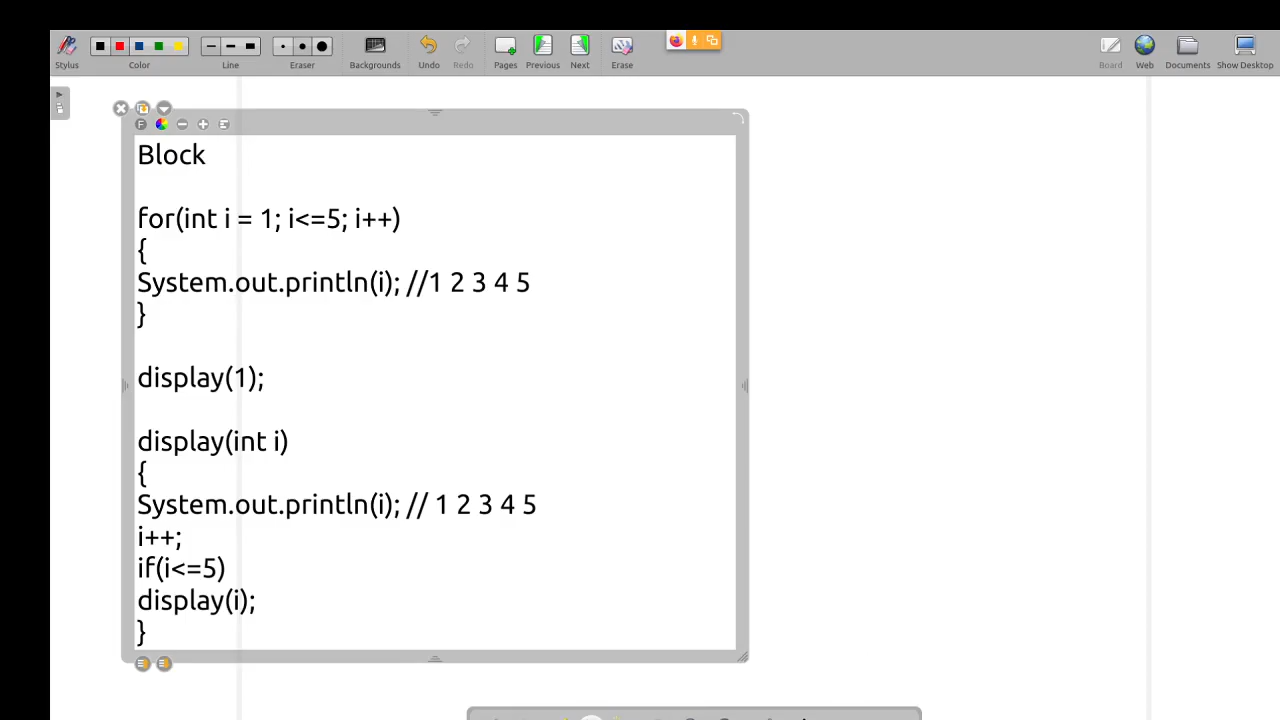 Stylus
Color
Line
Eraser
Backgrounds
Undo
Redo
Pages
Previous
Next
Erase
Board
Web
Documents
Show Desktop
F
Block
for(int i = 1; i<=5; i++)
{
System.out.println(i); //1 2 3 4 5
}
display(1);
display(int i)
{
System.out.println(i); // 1 2 3 4 5
i++;
if(i<=5)
display(i);
}